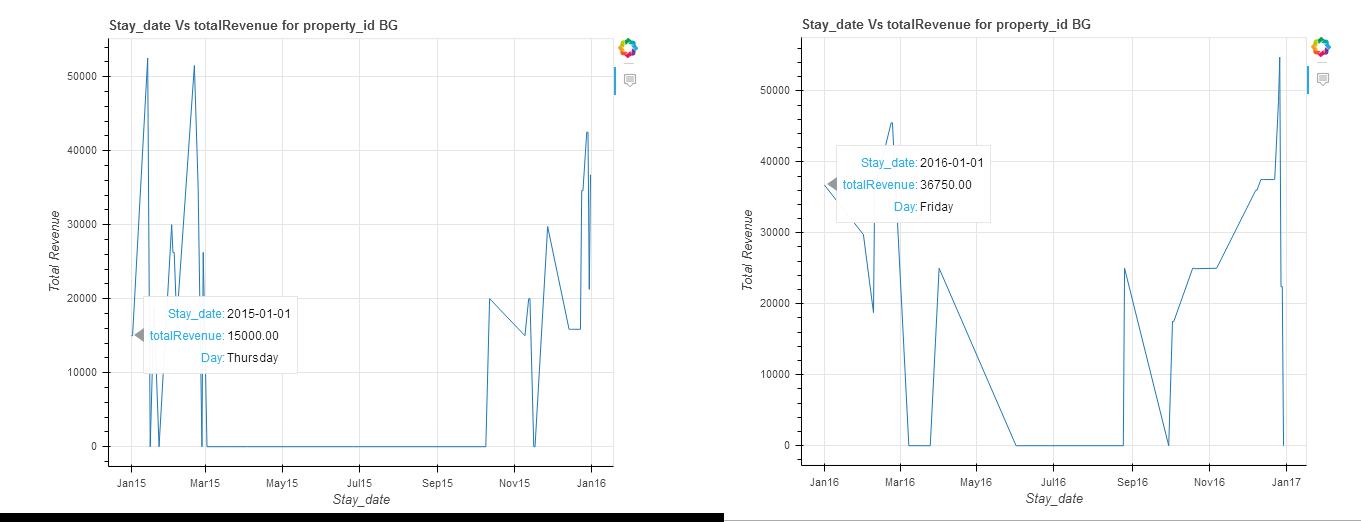 Stay_date Vs totalRevenue for property_id BG
50000
40000
30000
20000
10000
0
Total Revenue
Stay_date: 2015-01-01
totalRevenue: 15000.00
Day: Thursday
Jan15 Mar15 May15 Jul15 Sep15 Nov15 Jan16
Stay_date
Stay_date Vs totalRevenue for property_id BG
50000
40000
30000
20000
10000
0
Total Revenue
Stay_date: 2016-01-01
totalRevenue: 36750.00
Day: Friday
Jan16 Mar16 May16 Jul16 Sep16 Nov16 Jan17
Stay_date